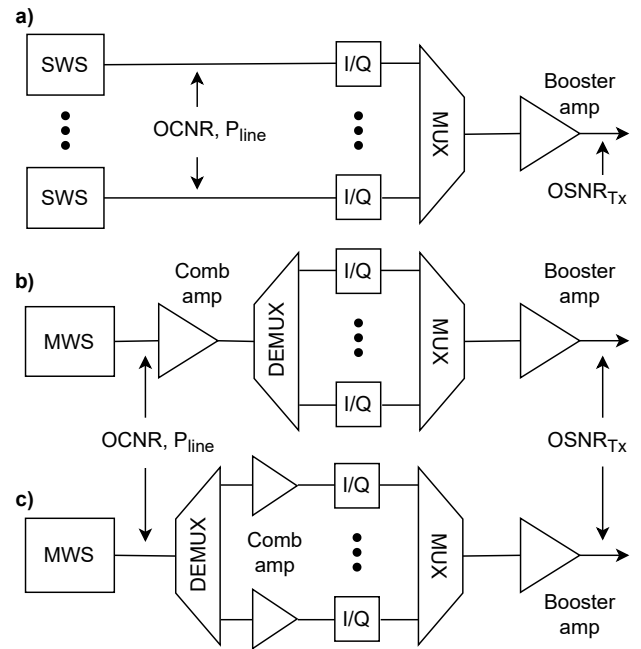 a)
SWS
I/Q
MUX
Booster
amp
OCNR, P_line
SWS
I/Q
OSNR_Tx
b)
Comb
amp
I/Q
Booster
amp
MWS
DEMUX
MUX
I/Q
OCNR, P_line
OSNR_Tx
c)
I/Q
MWS
DEMUX
Comb
amp
MUX
I/Q
Booster
amp